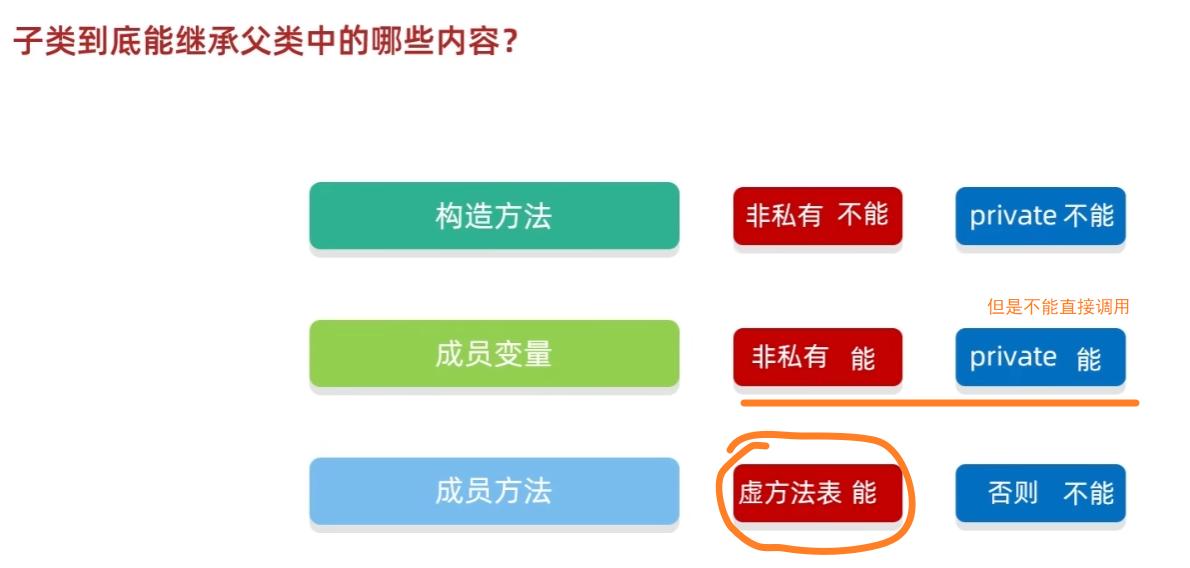 子类到底能继承父类中的哪些内容？
构造方法 非私有 不能 private 不能
但是不能直接调用
成员变量 非私有 能 private 能
成员方法 虚方法表 能 否则 不能